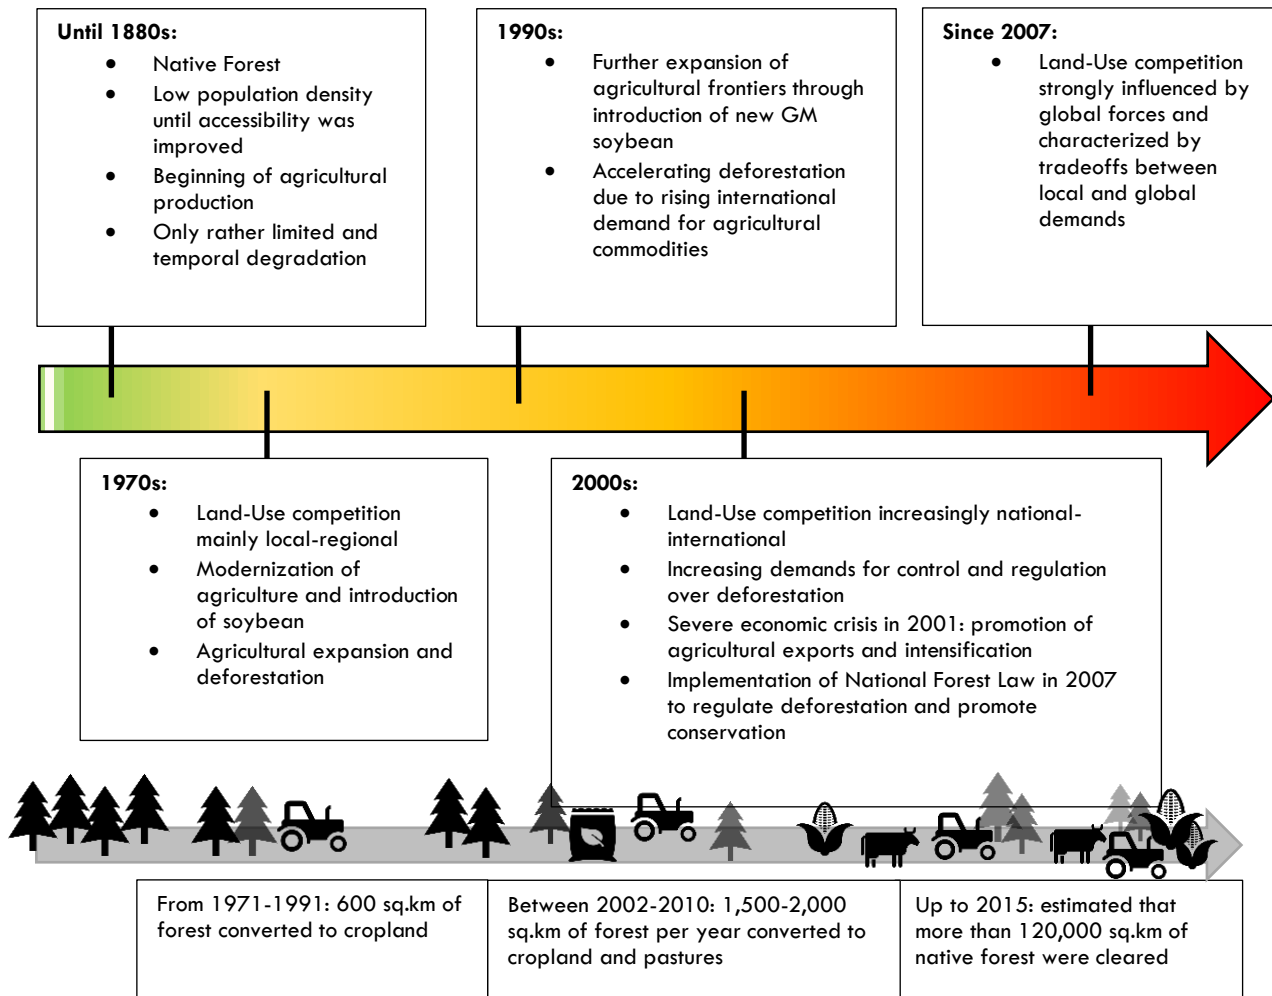 Until 1880s:
• Native Forest
• Low population density
until accessibility was
improved
• Beginning of agricultural
production
• Only rather limited and
temporal degradation
1990s:
• Further expansion of
agricultural frontiers through
introduction of new GM
soybean
• Accelerating deforestation
due to rising international
demand for agricultural
commodities
Since 2007:
• Land-Use competition
strongly influenced by
global forces and
characterized by
tradeoffs between
local and global
demands
1970s:
• Land-Use competition
mainly local-regional
• Modernization of
agriculture and introduction
of soybean
• Agricultural expansion and
deforestation
2000s:
• Land-Use competition increasingly national-
international
• Increasing demands for control and regulation
over deforestation
• Severe economic crisis in 2001: promotion of
agricultural exports and intensification
• Implementation of National Forest Law in 2007
to regulate deforestation and promote
conservation
From 1971-1991: 600 sq.km of
forest converted to cropland
Between 2002-2010: 1,500-2,000
sq.km of forest per year converted to
cropland and pastures
Up to 2015: estimated that
more than 120,000 sq.km of
native forest were cleared